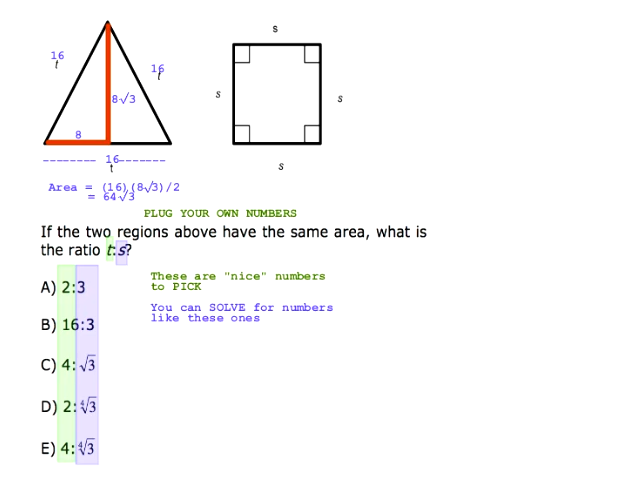 s
16
t
16
t
s
s
8√3
8
-------- 16-------
t
s
Area = (16)(8√3)/2
= 64√3
PLUG YOUR OWN NUMBERS
If the two regions above have the same area, what is
the ratio t:s?
These are "nice" numbers
to PICK
A) 2:3
You can SOLVE for numbers
like these ones
B) 16:3
C) 4:√3
D) 2:∜3
E) 4:∜3